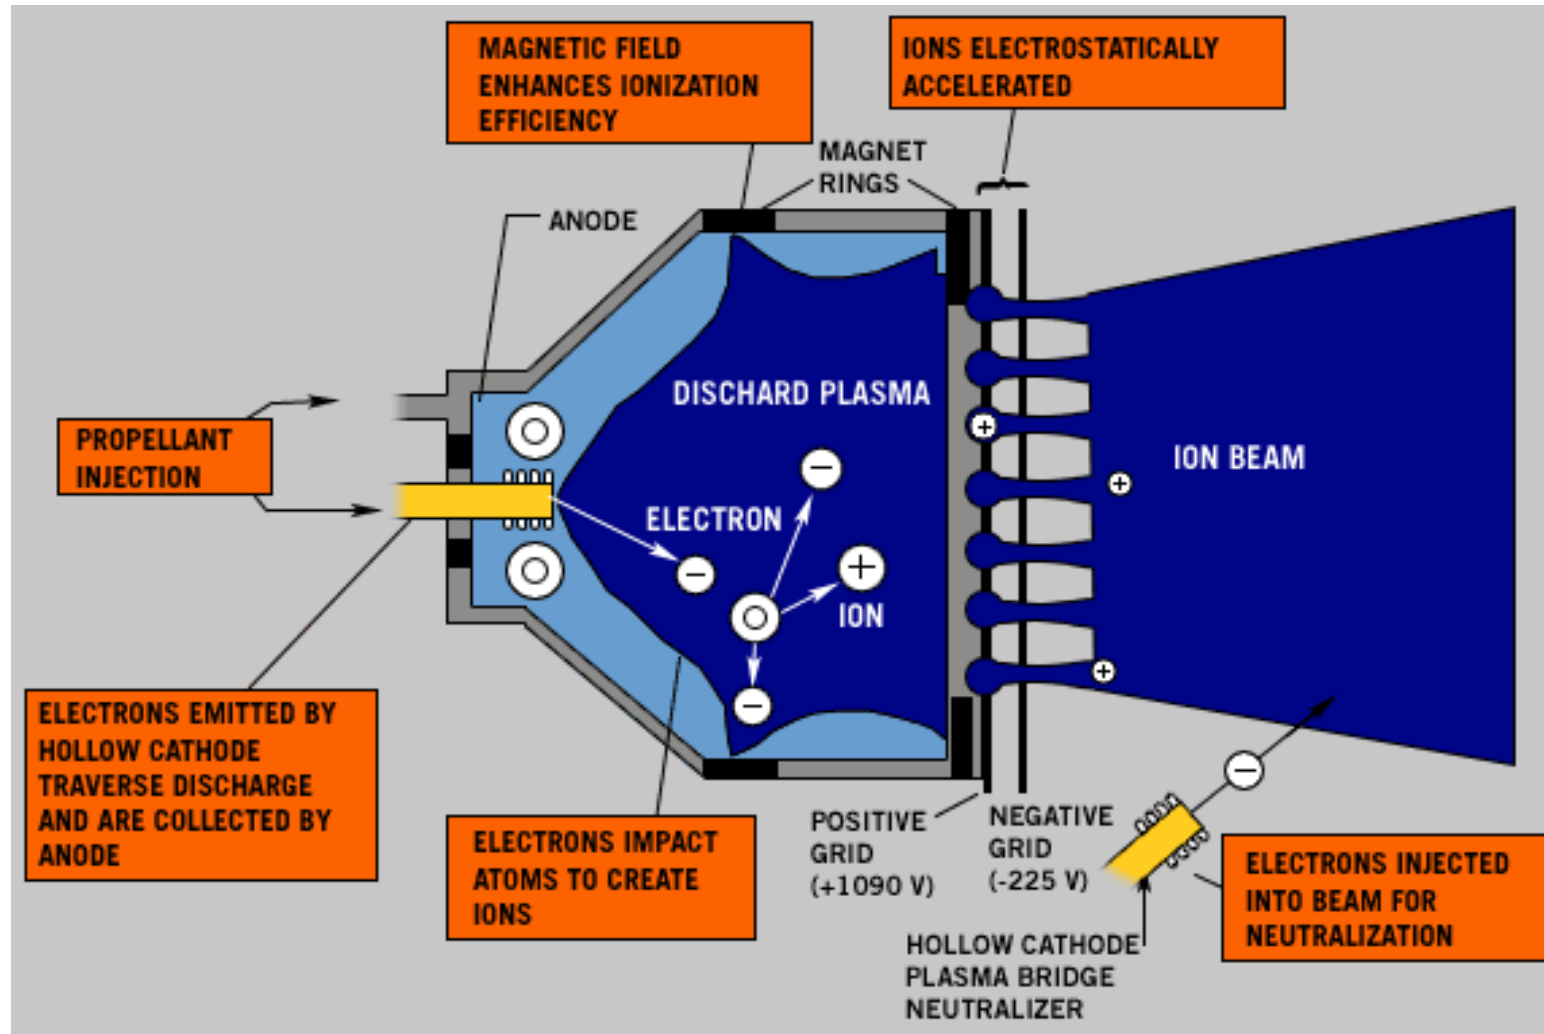 MAGNETIC FIELD
ENHANCES IONIZATION
EFFICIENCY
IONS ELECTROSTATICALLY
ACCELERATED
MAGNET
RINGS
ANODE
PROPELLANT
INJECTION
DISCHARD PLASMA
ELECTRON
ION
ION BEAM
ELECTRONS EMITTED BY
HOLLOW CATHODE
TRAVERSE DISCHARGE
AND ARE COLLECTED BY
ANODE
ELECTRONS IMPACT
ATOMS TO CREATE
IONS
POSITIVE
GRID
(+1090 V)
NEGATIVE
GRID
(-225 V)
HOLLOW CATHODE
PLASMA BRIDGE
NEUTRALIZER
ELECTRONS INJECTED
INTO BEAM FOR
NEUTRALIZATION